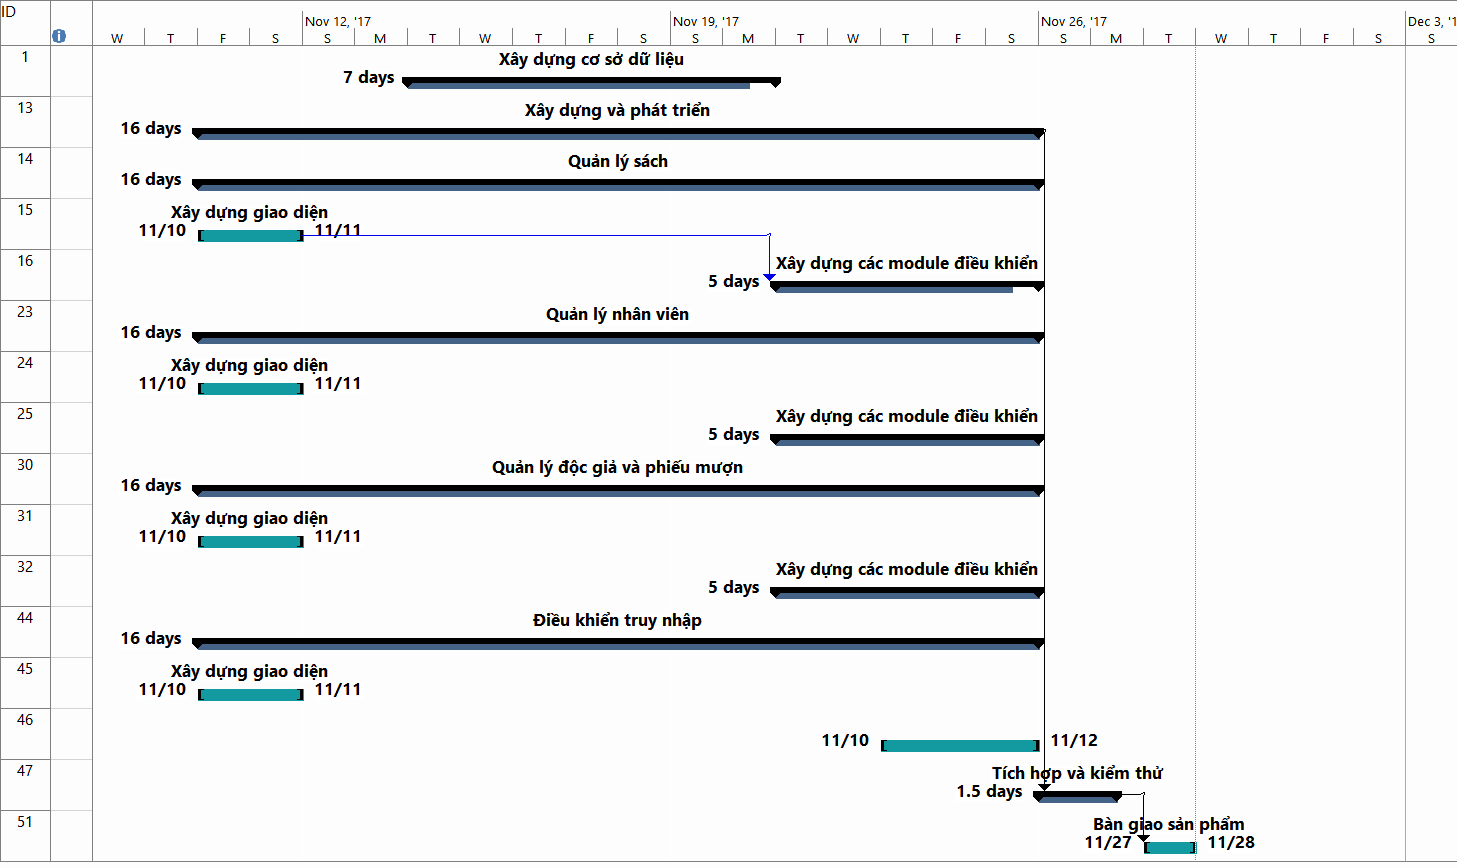 ID
Nov 12, '17 Nov 19, '17 Nov 26, '17 Dec 3, '1
W T F S S M T W T F S S M T W T F S S M T W T F S S
1
Xây dựng cơ sở dữ liệu
7 days
13
Xây dựng và phát triển
16 days
14
Quản lý sách
16 days
15
Xây dựng giao diện
11/10 11/11
16
Xây dựng các module điều khiển
5 days
23
Quản lý nhân viên
16 days
24
Xây dựng giao diện
11/10 11/11
25
Xây dựng các module điều khiển
5 days
30
Quản lý độc giả và phiếu mượn
16 days
31
Xây dựng giao diện
11/10 11/11
32
Xây dựng các module điều khiển
5 days
44
Điều khiển truy nhập
16 days
45
Xây dựng giao diện
11/10 11/11
46
11/10 11/12
47
Tích hợp và kiểm thử
1.5 days
51
Bàn giao sản phẩm
11/27 11/28